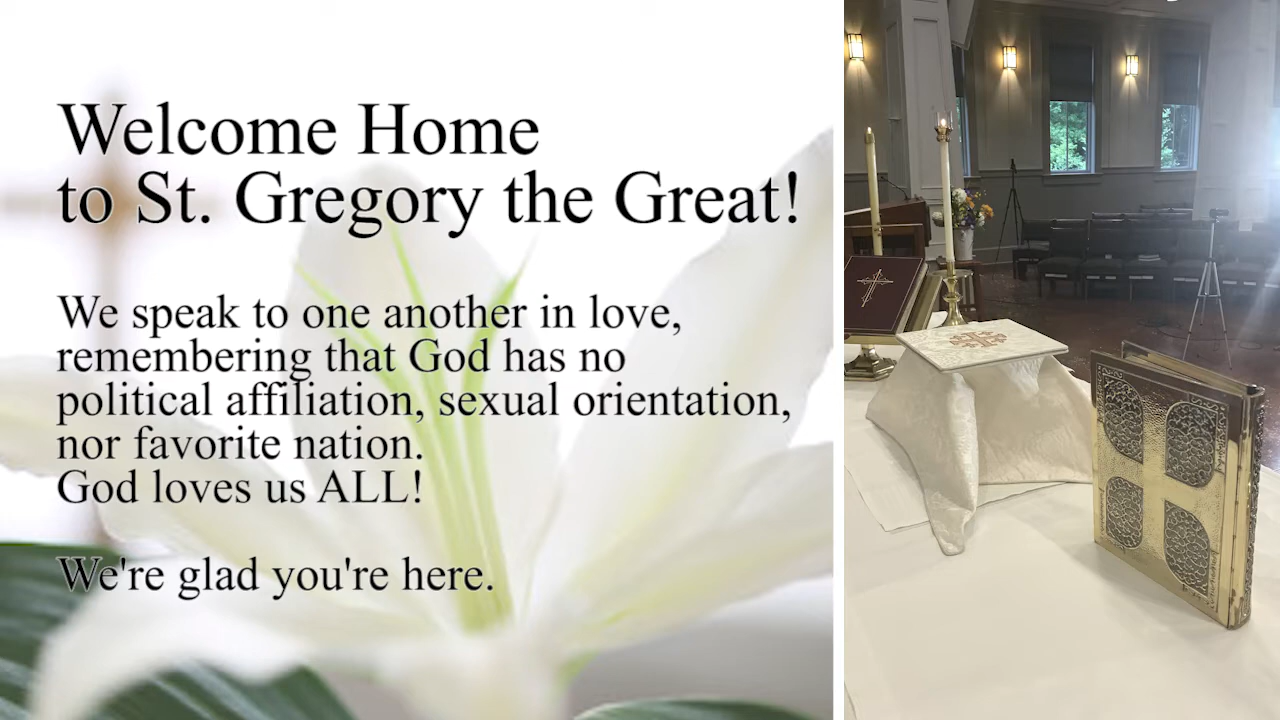 Welcome Home
to St. Gregory the Great!
We speak to one another in love,
remembering that God has no
political affiliation, sexual orientation,
nor favorite nation.
God loves us ALL!
We're glad you're here.